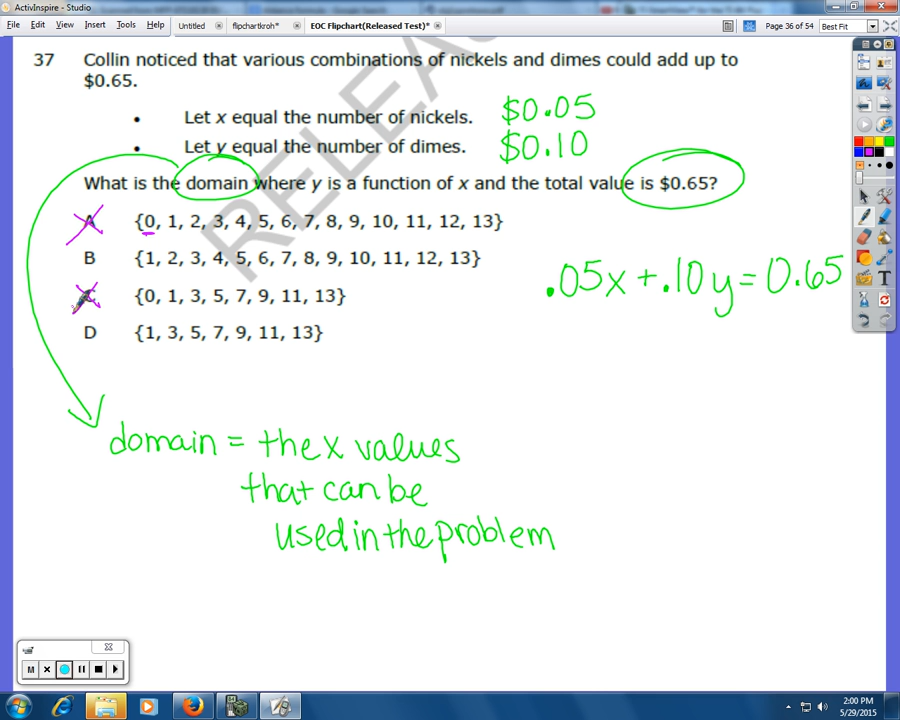 ActivInspire - Studio
File Edit View Insert Tools Help Untitled flipchartkroh* EOC Flipchart(Released Test)* Page 36 of 54 Best Fit
RELEAS
37 Collin noticed that various combinations of nickels and dimes could add up to
$0.65.
• Let x equal the number of nickels. $0.05
• Let y equal the number of dimes. $0.10
What is the domain where y is a function of x and the total value is $0.65?
A {0, 1, 2, 3, 4, 5, 6, 7, 8, 9, 10, 11, 12, 13}
B {1, 2, 3, 4, 5, 6, 7, 8, 9, 10, 11, 12, 13}
.05x + .10y = 0.65
C {0, 1, 3, 5, 7, 9, 11, 13}
D {1, 3, 5, 7, 9, 11, 13}
domain = the x values
that can be
used in the problem
M
2:00 PM
5/29/2015